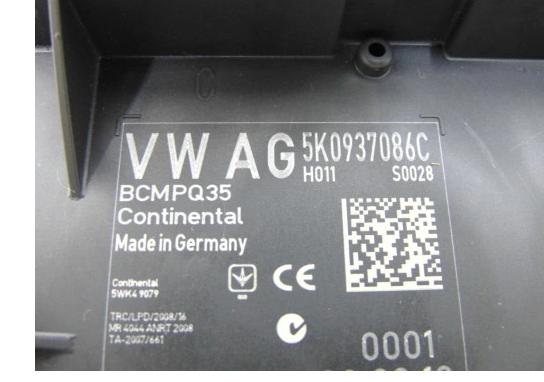 C
VW AG 5K0937086C
H011 S0028
BCMPQ35
Continental
Made in Germany
CE
Continental
5WK4 9079
TRC/LPD/2008/16
MR 4044 ANRT 2008
TA-2007/661
0001